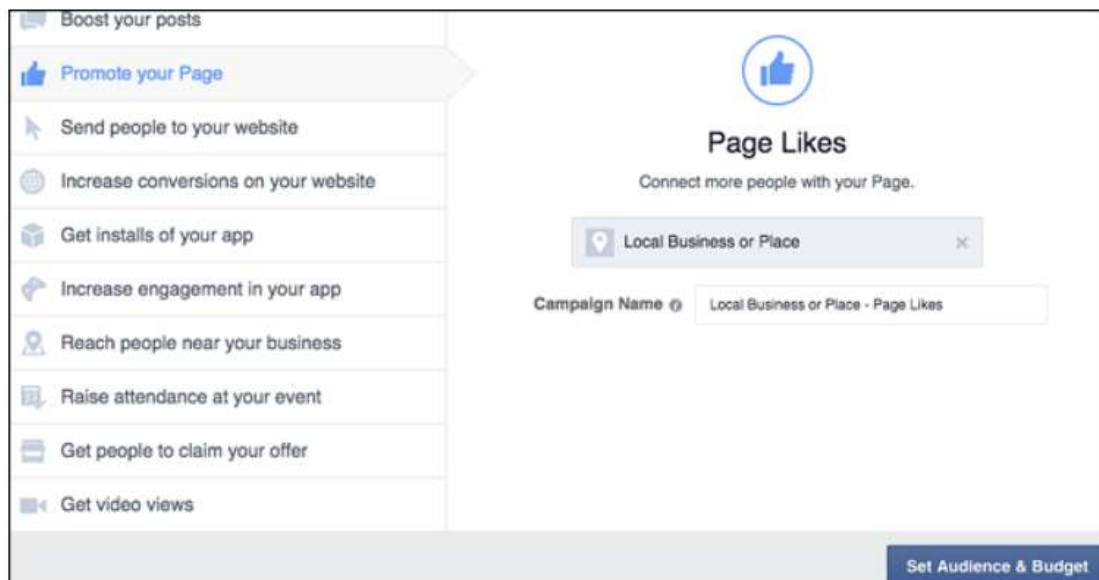 Boost your posts
Promote your Page
Send people to your website
Increase conversions on your website
Get installs of your app
Increase engagement in your app
Reach people near your business
Raise attendance at your event
Get people to claim your offer
Get video views
Page Likes
Connect more people with your Page.
Local Business or Place
Campaign Name
Local Business or Place - Page Likes
Set Audience & Budget